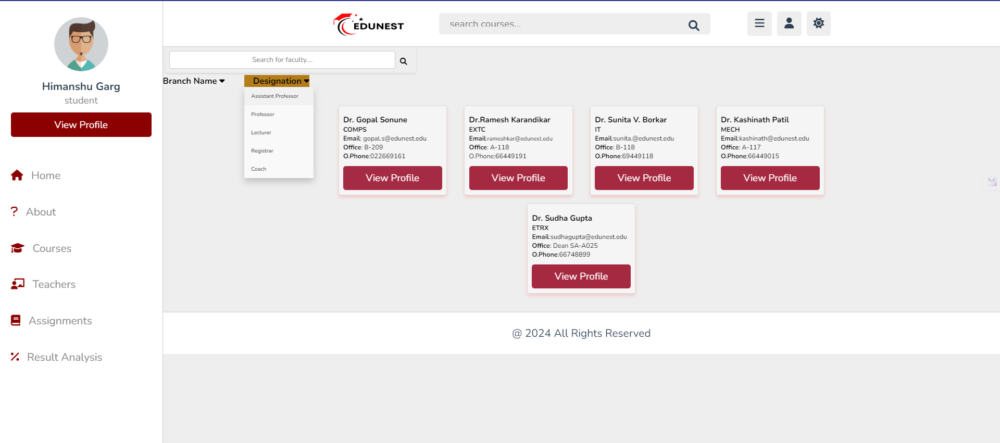 Himanshu Garg
student
View Profile
Home
About
Courses
Teachers
Assignments
Result Analysis
EDUNEST
search courses...
Search for faculty....
Branch Name
Designation
Assistant Professor
Professor
Lecturer
Registrar
Coach
Dr. Gopal Sonune
COMPS
Email: gopal.s@edunest.edu
Office: B-209
O.Phone:022669161
View Profile
Dr.Ramesh Karandikar
EXTC
Email:rameshkar@edunest.edu
Office: A-118
O.Phone:66449191
View Profile
Dr. Sunita V. Borkar
IT
Email:sunita.@edunest.edu
Office: B-118
O.Phone:69449118
View Profile
Dr. Kashinath Patil
MECH
Email:kashinath@edunest.edu
Office: A-117
O.Phone:66449015
View Profile
Dr. Sudha Gupta
ETRX
Email:sudhagupta@edunest.edu
Office: Dean SA-A025
O.Phone:66748899
View Profile
@ 2024 All Rights Reserved